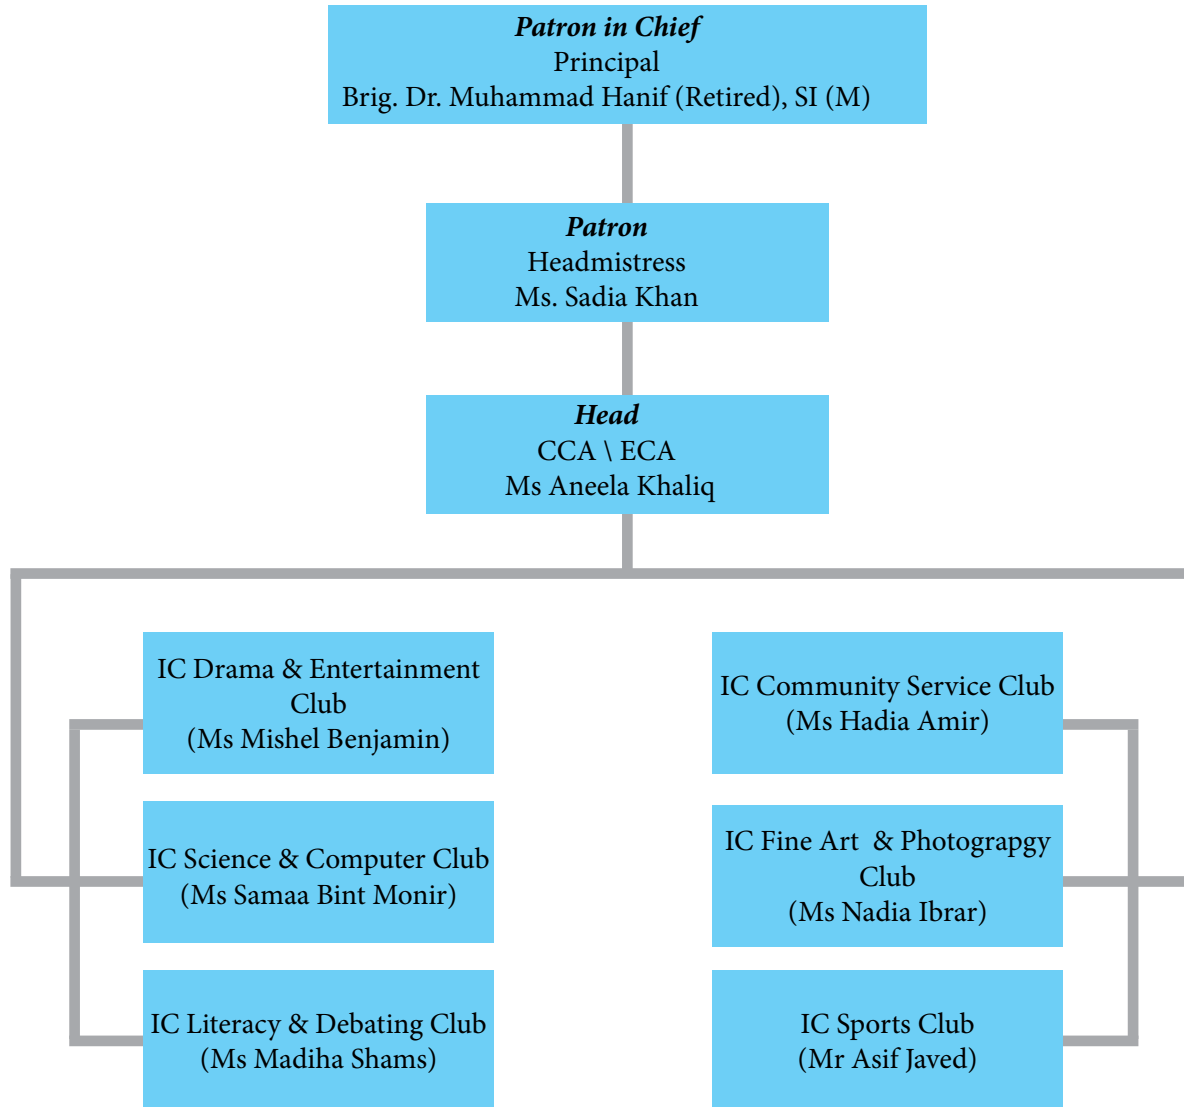 Patron in Chief
Principal
Brig. Dr. Muhammad Hanif (Retired), SI (M)
Patron
Headmistress
Ms. Sadia Khan
Head
CCA \ ECA
Ms Aneela Khaliq
IC Drama & Entertainment
Club
(Ms Mishel Benjamin)
IC Science & Computer Club
(Ms Samaa Bint Monir)
IC Literacy & Debating Club
(Ms Madiha Shams)
IC Community Service Club
(Ms Hadia Amir)
IC Fine Art & Photograpgy
Club
(Ms Nadia Ibrar)
IC Sports Club
(Mr Asif Javed)